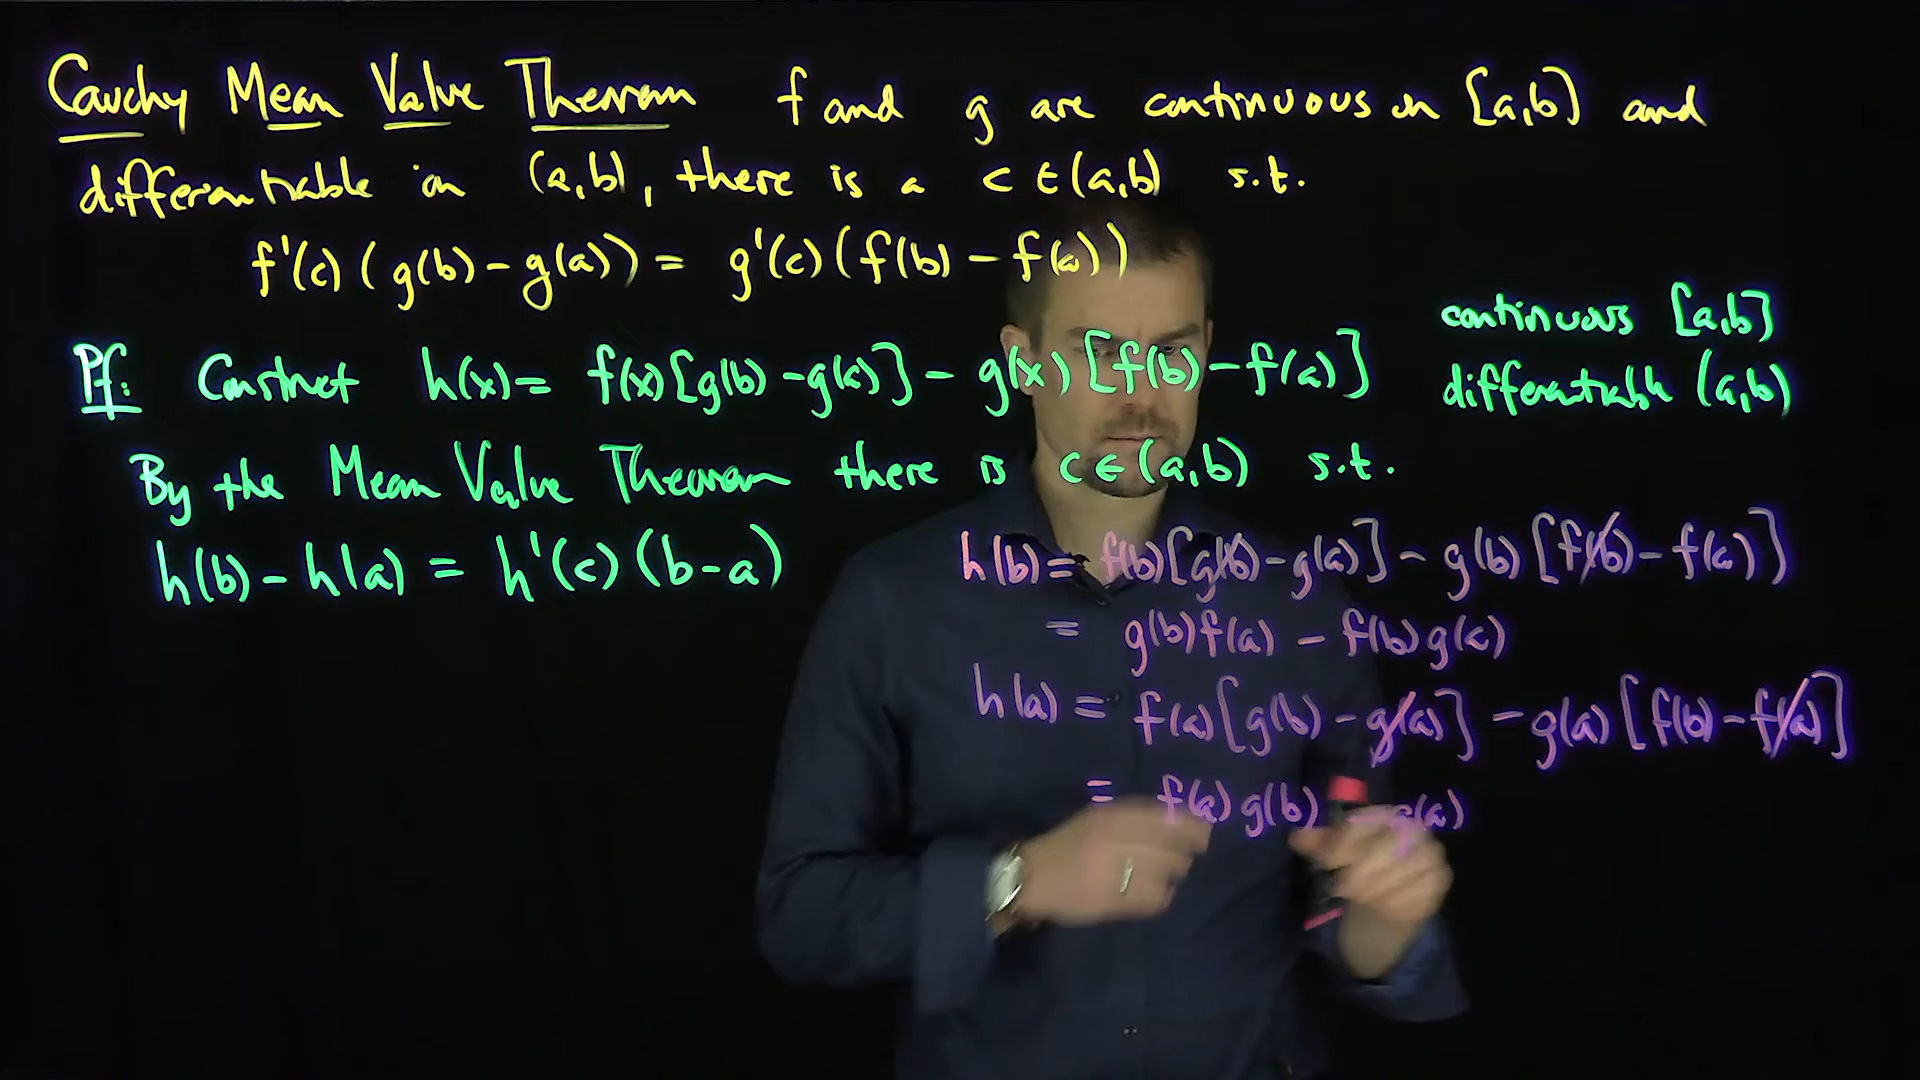 Cauchy Mean Value Theorem f and g are continuous on [a,b] and
differentiable on (a,b), there is a c ∈ (a,b) s.t.
f'(c)(g(b)-g(a)) = g'(c)(f(b)-f(a))
continuous [a,b]
Pf: Construct h(x)= f(x)[g(b)-g(a)] - g(x)[f(b)-f(a)]
differentiable (a,b)
By the Mean Value Theorem there is c ∈ (a,b) s.t.
h(b)-h(a) = h'(c)(b-a)
h(b)= f(b)[g(b)-g(a)] - g(b)[f(b)-f(a)]
= g(b)f(a) - f(b)g(a)
h(a) = f(a)[g(b)-g(a)] - g(a)[f(b)-f(a)]
= f(a)g(b) - g(a)